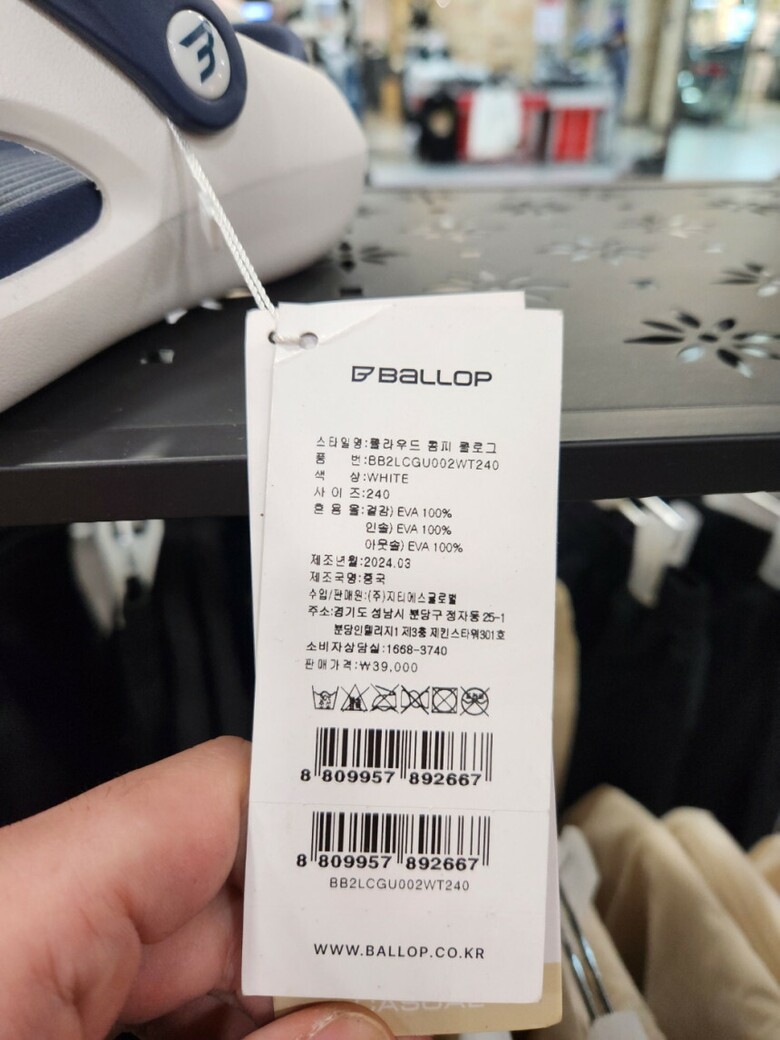 BALLOP
스타일명:클라우드 콤피 클로그
품 번:BB2LCGU002WT240
색 상:WHITE
사 이 즈:240
혼 용 율:겉감) EVA 100%
인솔) EVA 100%
아웃솔) EVA 100%
제조년월:2024.03
제조국명:중국
수입/판매원:(주)지티에스글로벌
주소:경기도 성남시 분당구 정자동 25-1
분당인텔리지1 제3층 제킨스타워301호
소비자상담실:1668-3740
판매가격:₩39,000
8 809957 892667
8 809957 892667
BB2LCGU002WT240
WWW.BALLOP.CO.KR
CASUAL